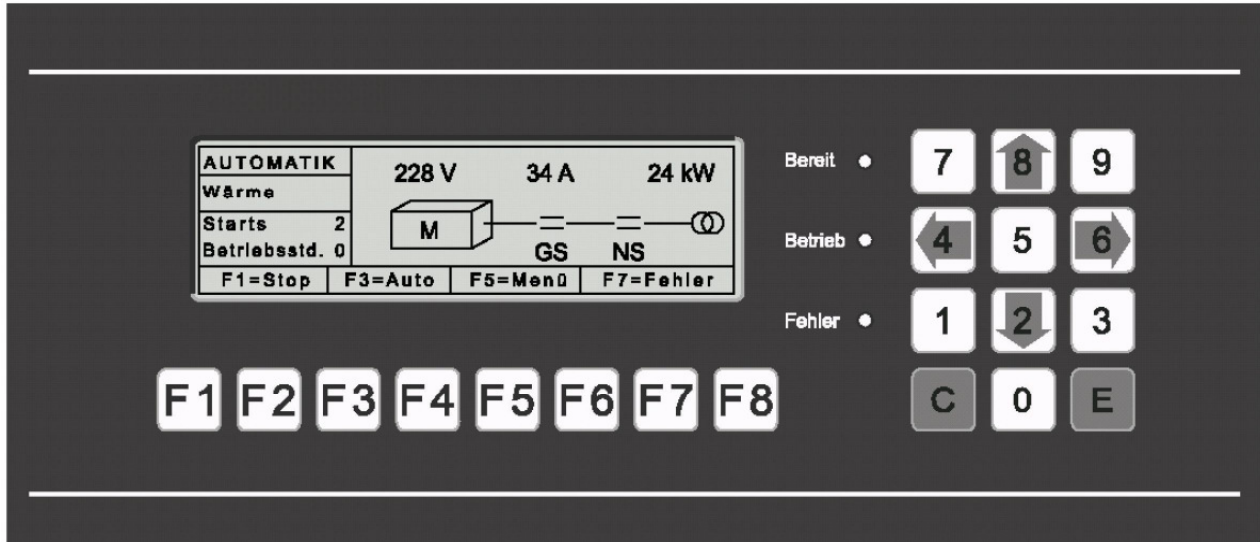 AUTOMATIK
Wärme
Starts 2
Betriebsstd. 0
228 V 34 A 24 kW
M
GS NS
F1=Stop F3=Auto F5=Menü F7=Fehler
Bereit
Betrieb
Fehler
F1 F2 F3 F4 F5 F6 F7 F8
7 8 9
4 5 6
1 2 3
C 0 E